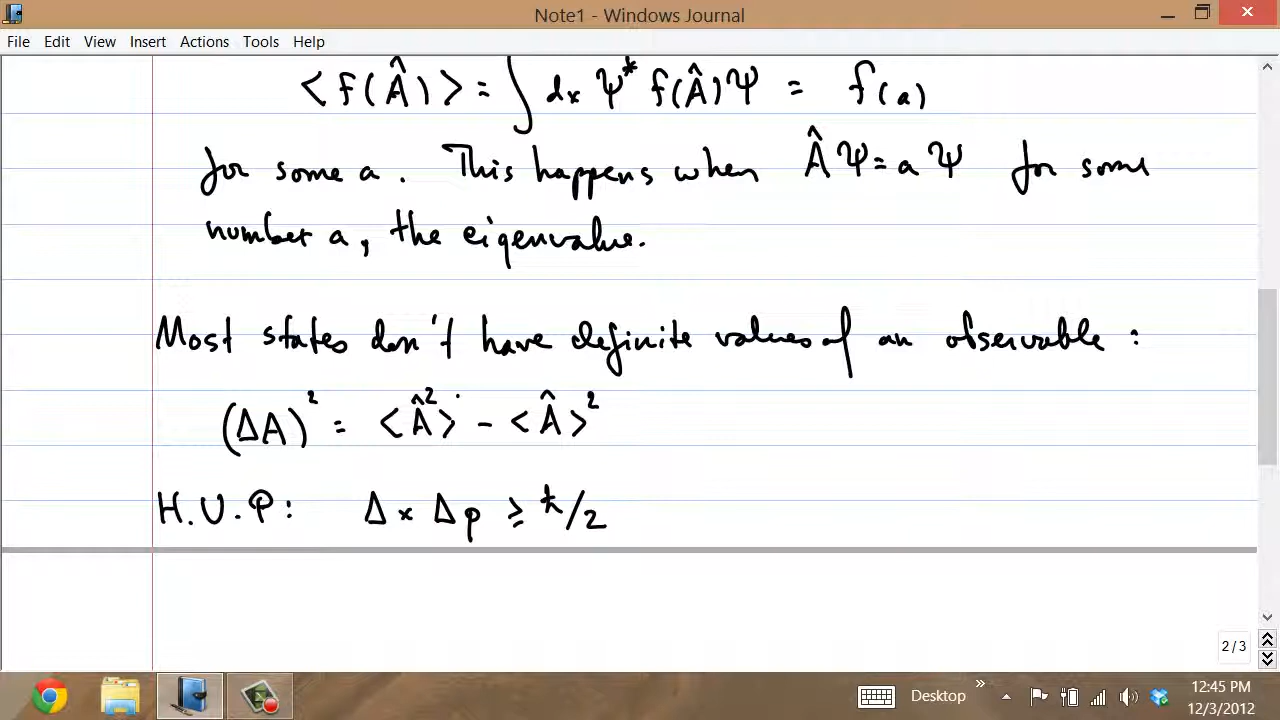 Note1 - Windows Journal
File Edit View Insert Actions Tools Help
<f(Â)> = ∫ dx Ψ* f(Â)Ψ = f(a)
for some a. This happens when ÂΨ=aΨ for some
number a, the eigenvalue.
Most states don't have definite values of an observable:
(ΔA)² = <²> - <Â>²
H.U.P: Δx Δp ≥ ħ/2
2/3
Desktop
12:45 PM
12/3/2012